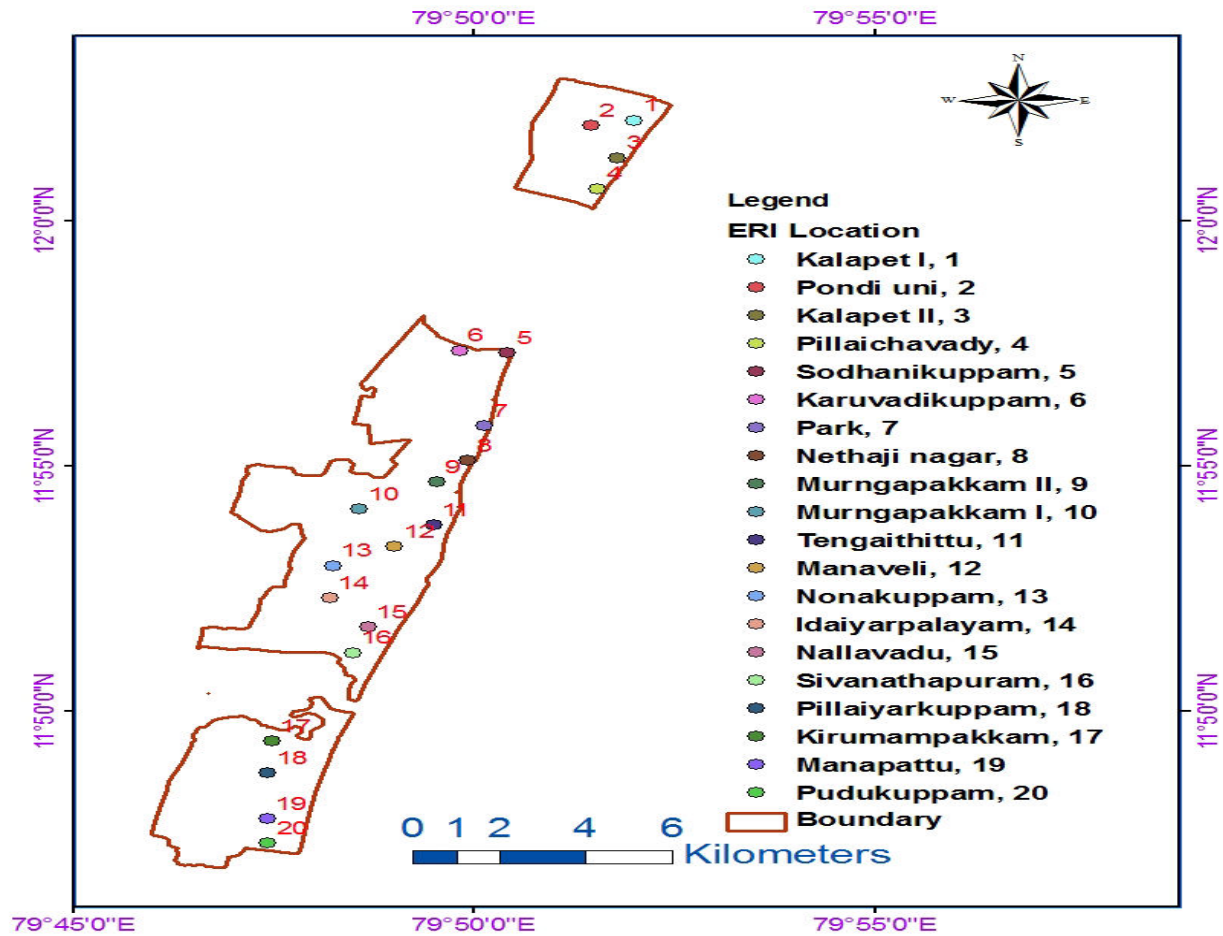 79°50'0"E
79°55'0"E
N
W
E
S
1
2
3
4
12°0'0"N
12°0'0"N
Legend
ERI Location
Kalapet I, 1
Pondi uni, 2
Kalapet II, 3
Pillaichavady, 4
Sodhanikuppam, 5
Karuvadikuppam, 6
Park, 7
Nethaji nagar, 8
Murngapakkam II, 9
Murngapakkam I, 10
Tengaithittu, 11
Manaveli, 12
Nonakuppam, 13
Idaiyarpalayam, 14
Nallavadu, 15
Sivanathapuram, 16
Pillaiyarkuppam, 18
Kirumampakkam, 17
Manapattu, 19
Pudukuppam, 20
Boundary
6
5
7
8
9
11°55'0"N
11°55'0"N
10
11
12
13
14
15
16
11°50'0"N
11°50'0"N
17
18
19
20
0 1 2 4 6
Kilometers
79°45'0"E
79°50'0"E
79°55'0"E